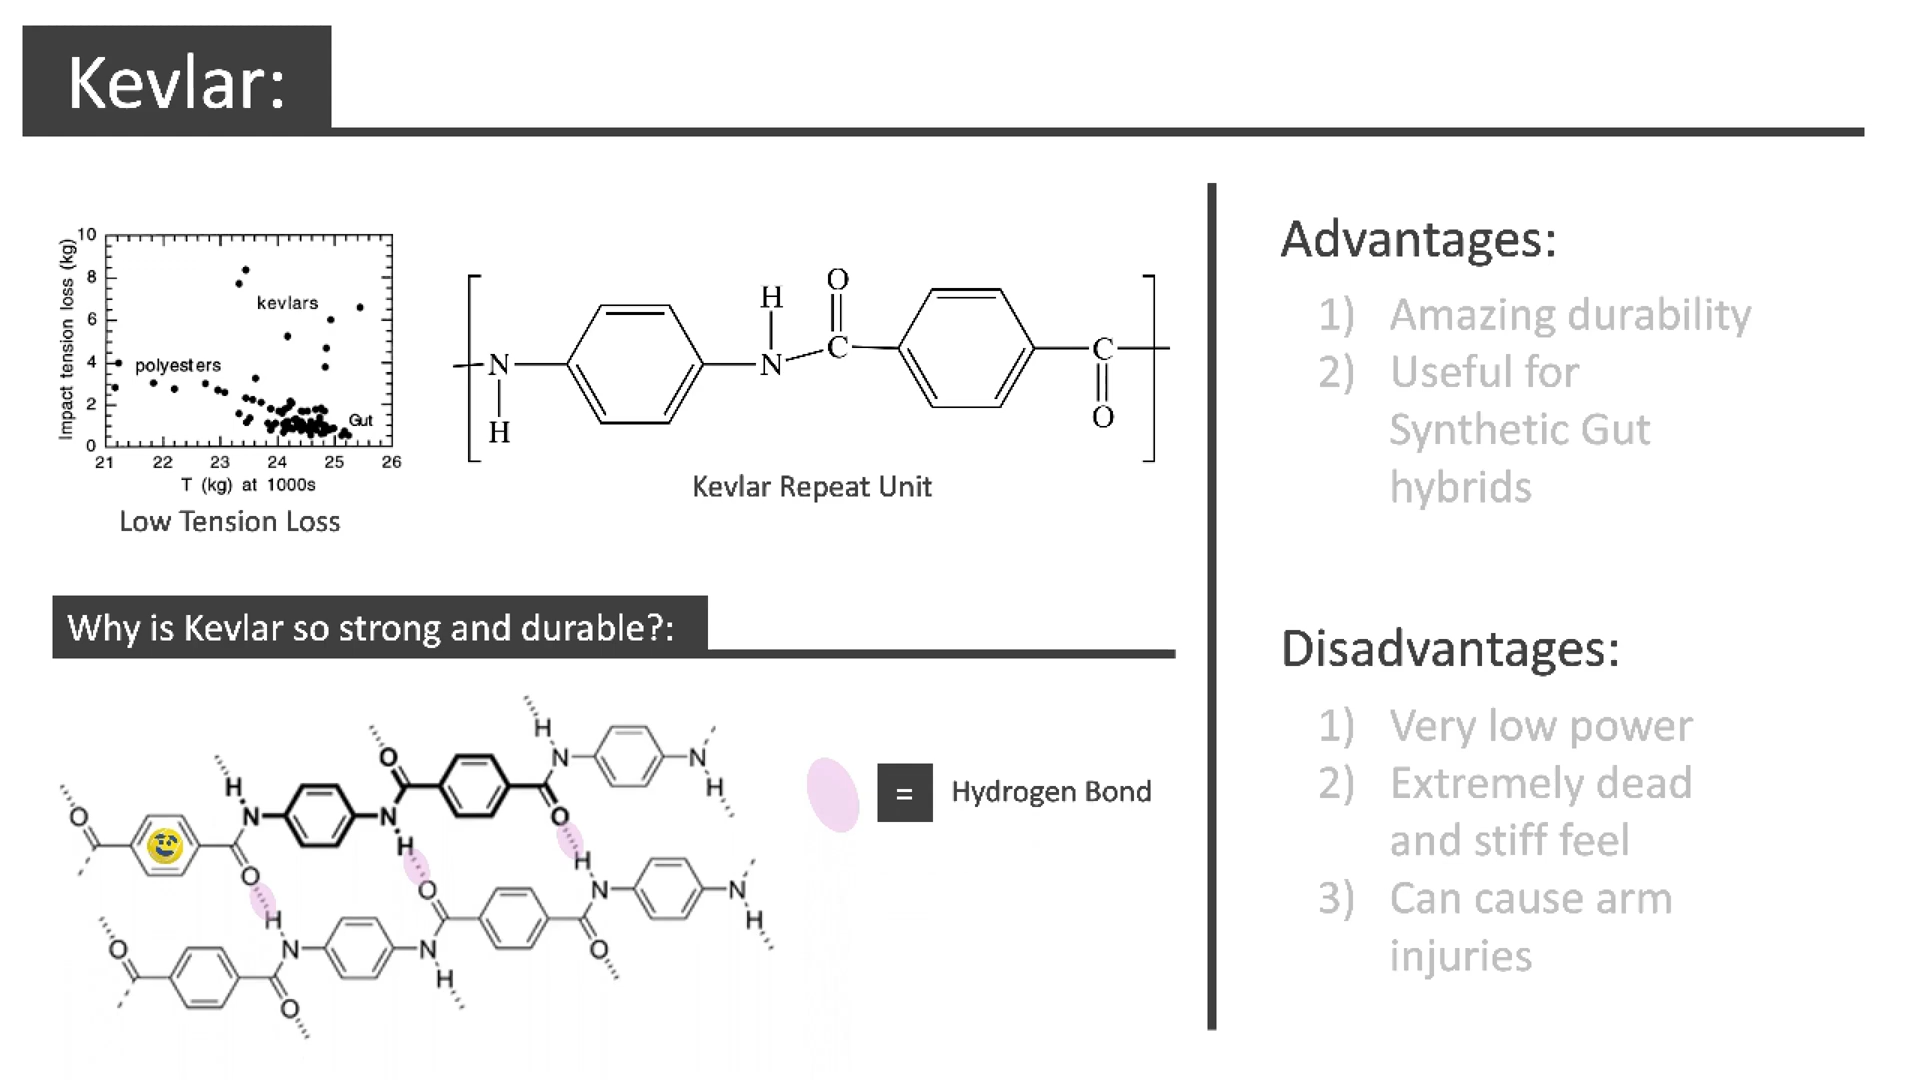 Kevlar:
Impact tension loss (kg)
10
8
6
4
2
0
kevlars
polyesters
Gut
21 22 23 24 25 26
T (kg) at 1000s
Low Tension Loss
H
O
N
N
C
C
H
O
Kevlar Repeat Unit
Why is Kevlar so strong and durable?:
H
O
N
N
H
H
O
N
O
O
N
H
H
O
O
N
N
H
H
O
N
N
O
H
O
= Hydrogen Bond
Advantages:
1) Amazing durability
2) Useful for
Synthetic Gut
hybrids
Disadvantages:
1) Very low power
2) Extremely dead
and stiff feel
3) Can cause arm
injuries